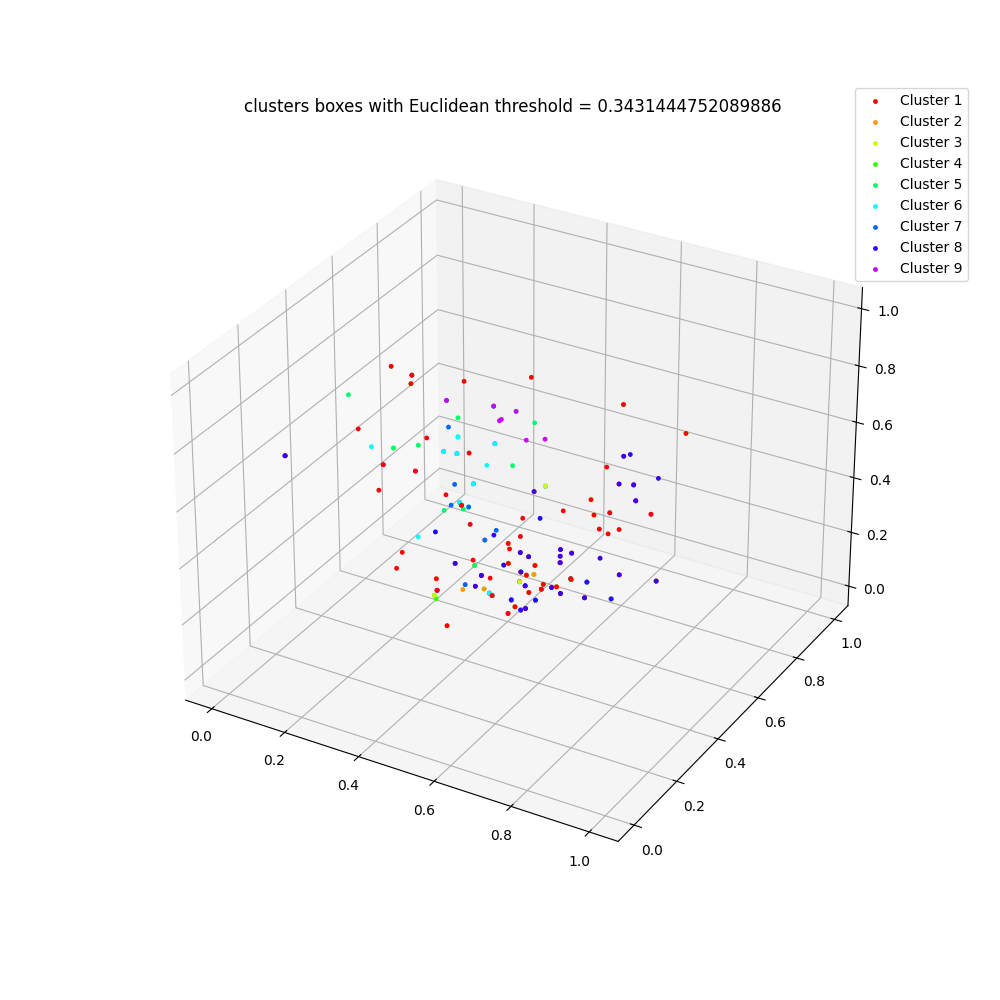 clusters boxes with Euclidean threshold = 0.3431444752089886
Cluster 1
Cluster 2
Cluster 3
Cluster 4
Cluster 5
Cluster 6
Cluster 7
Cluster 8
Cluster 9
1.0
0.8
0.6
0.4
0.2
0.0
1.0
0.8
0.6
0.4
0.2
0.0
0.0
0.2
0.4
0.6
0.8
1.0